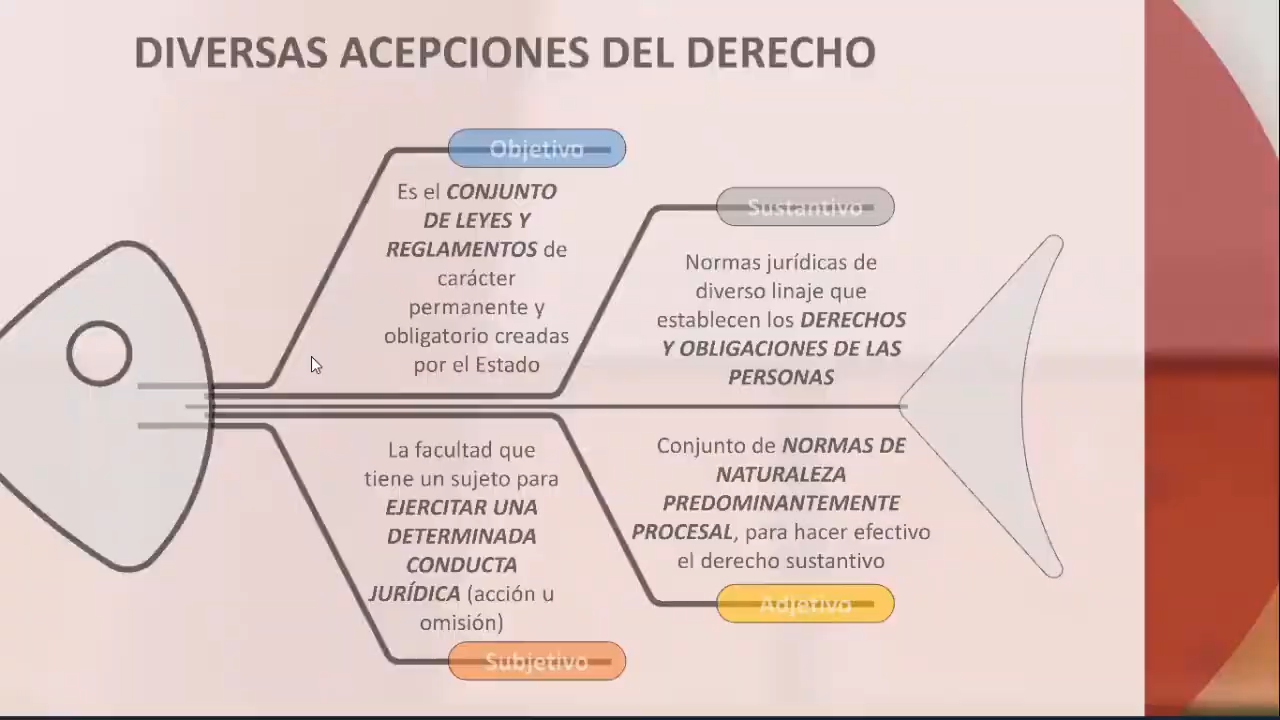 DIVERSAS ACEPCIONES DEL DERECHO
Objetivo
Es el CONJUNTO
DE LEYES Y
REGLAMENTOS de
carácter
permanente y
obligatorio creadas
por el Estado
Sustantivo
Normas jurídicas de
diverso linaje que
establecen los DERECHOS
Y OBLIGACIONES DE LAS
PERSONAS
La facultad que
tiene un sujeto para
EJERCITAR UNA
DETERMINADA
CONDUCTA
JURÍDICA (acción u
omisión)
Subjetivo
Conjunto de NORMAS DE
NATURALEZA
PREDOMINANTEMENTE
PROCESAL, para hacer efectivo
el derecho sustantivo
Adjetivo